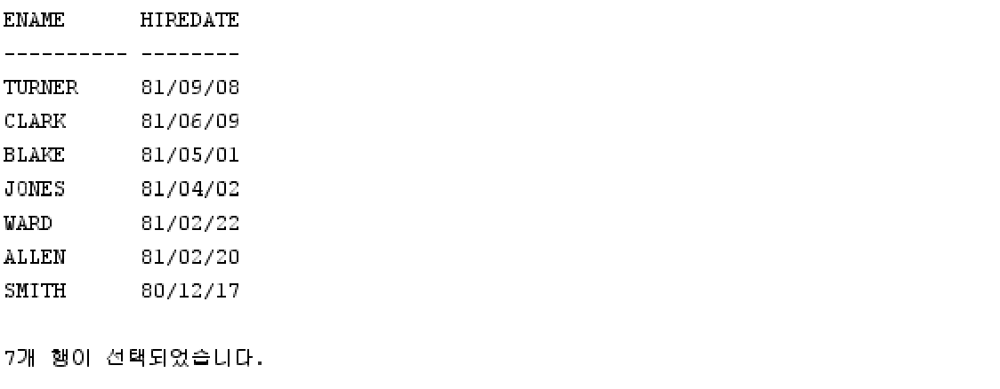 ENAME      HIREDATE
---------- --------
TURNER     81/09/08
CLARK      81/06/09
BLAKE      81/05/01
JONES      81/04/02
WARD       81/02/22
ALLEN      81/02/20
SMITH      80/12/17
7개 행이 선택되었습니다.